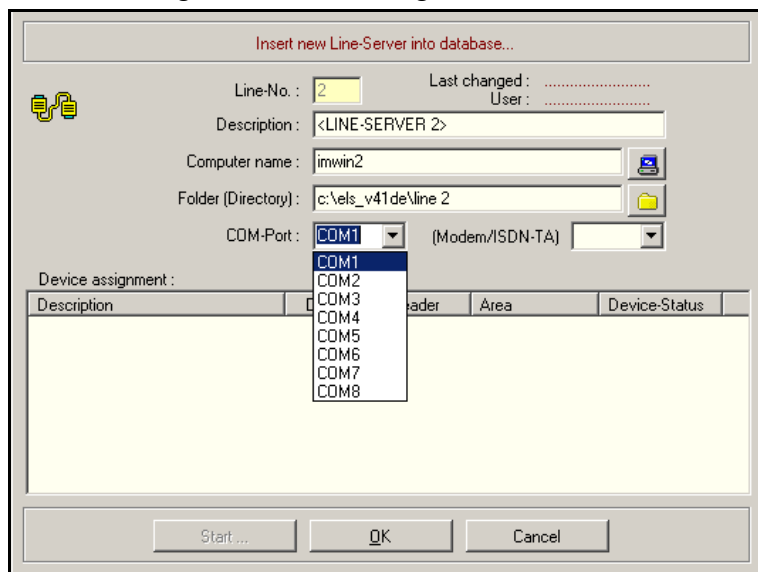 Insert new Line-Server into database...
Line-No. : 2 Last changed : ........................
User : ........................
Description : <LINE-SERVER 2>
Computer name : imwin2
Folder (Directory) : c:\els_v41de\line 2
COM-Port : COM1 (Modem/ISDN-TA)
COM1
COM2
COM3
COM4
COM5
COM6
COM7
COM8
Device assignment :
Description Area Device-Status
Start ... OK Cancel